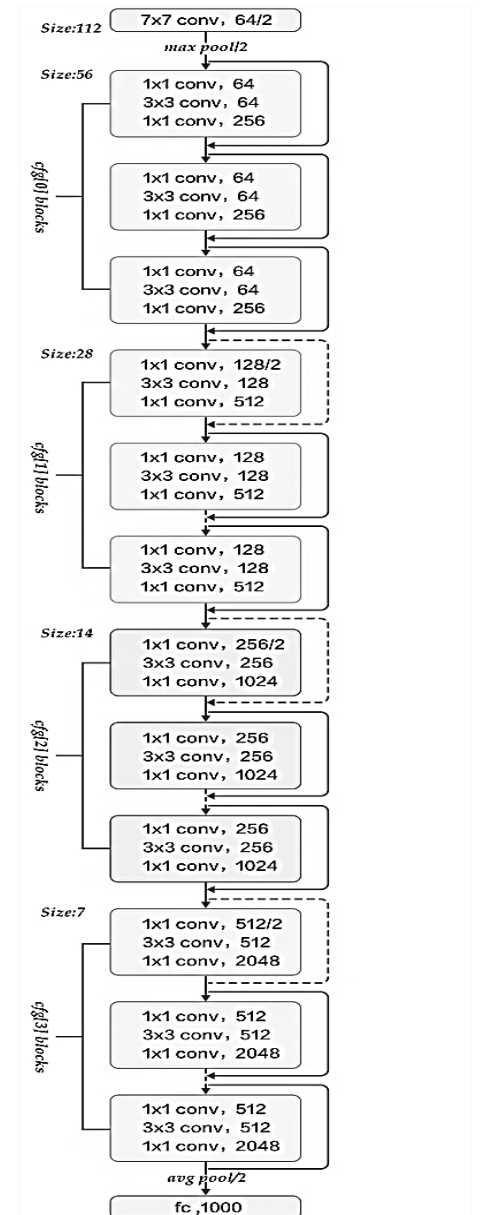 Size:112
7x7 conv, 64/2
max pool/2
Size:56
1x1 conv, 64
3x3 conv, 64
1x1 conv, 256
cfg[0] blocks
1x1 conv, 64
3x3 conv, 64
1x1 conv, 256
1x1 conv, 64
3x3 conv, 64
1x1 conv, 256
Size:28
1x1 conv, 128/2
3x3 conv, 128
1x1 conv, 512
cfg[1] blocks
1x1 conv, 128
3x3 conv, 128
1x1 conv, 512
1x1 conv, 128
3x3 conv, 128
1x1 conv, 512
Size:14
1x1 conv, 256/2
3x3 conv, 256
1x1 conv, 1024
cfg[2] blocks
1x1 conv, 256
3x3 conv, 256
1x1 conv, 1024
1x1 conv, 256
3x3 conv, 256
1x1 conv, 1024
Size:7
1x1 conv, 512/2
3x3 conv, 512
1x1 conv, 2048
cfg[3] blocks
1x1 conv, 512
3x3 conv, 512
1x1 conv, 2048
1x1 conv, 512
3x3 conv, 512
1x1 conv, 2048
avg pool/2
fc ,1000